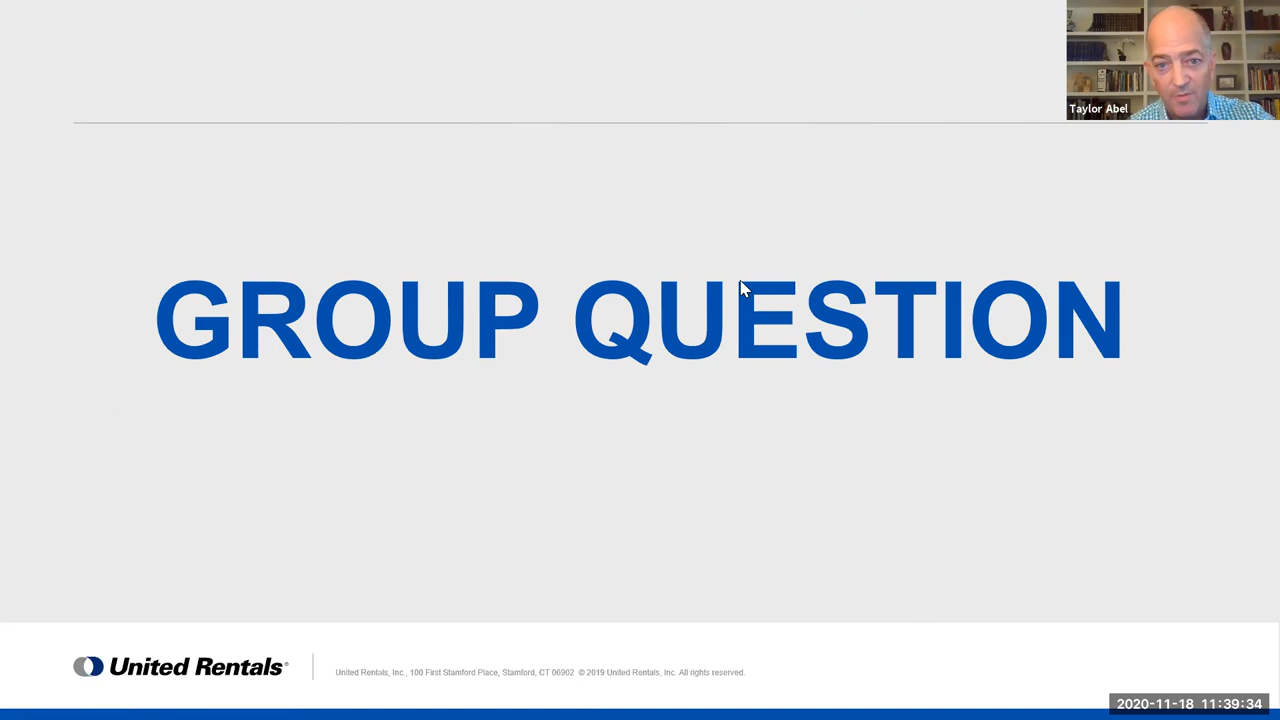 Taylor Abel
GROUP QUESTION
United Rentals®
United Rentals, Inc., 100 First Stamford Place, Stamford, CT 06902 © 2019 United Rentals, Inc. All rights reserved.
2020-11-18 11:39:34